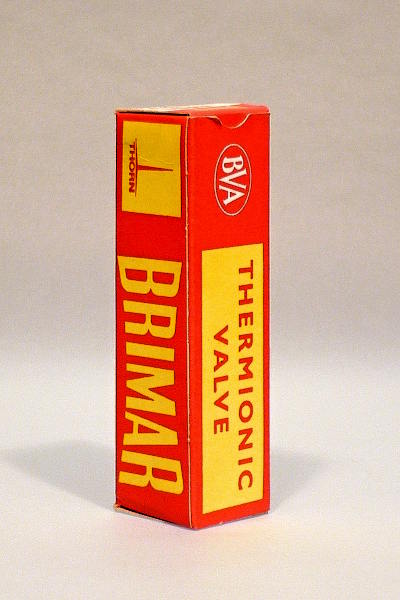 THORN
BRIMAR
BVA
THERMIONIC
VALVE